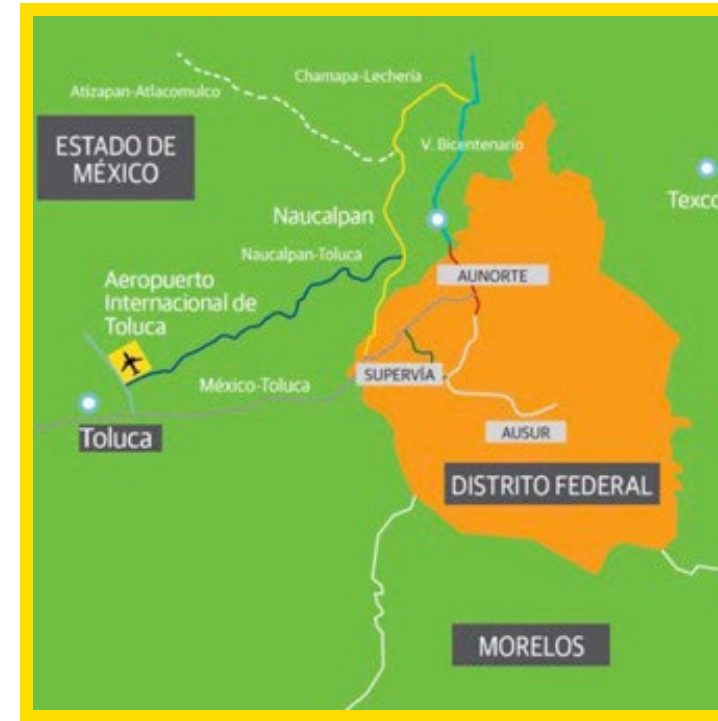 Chamapa-Lechería
Atizapan-Atlacomulco
ESTADO DE
MÉXICO
V. Bicentenario
Texco
Naucalpan
Naucalpan-Toluca
Aeropuerto
Internacional de
Toluca
AUNORTE
México-Toluca
SUPERVÍA
Toluca
AUSUR
DISTRITO FEDERAL
MORELOS